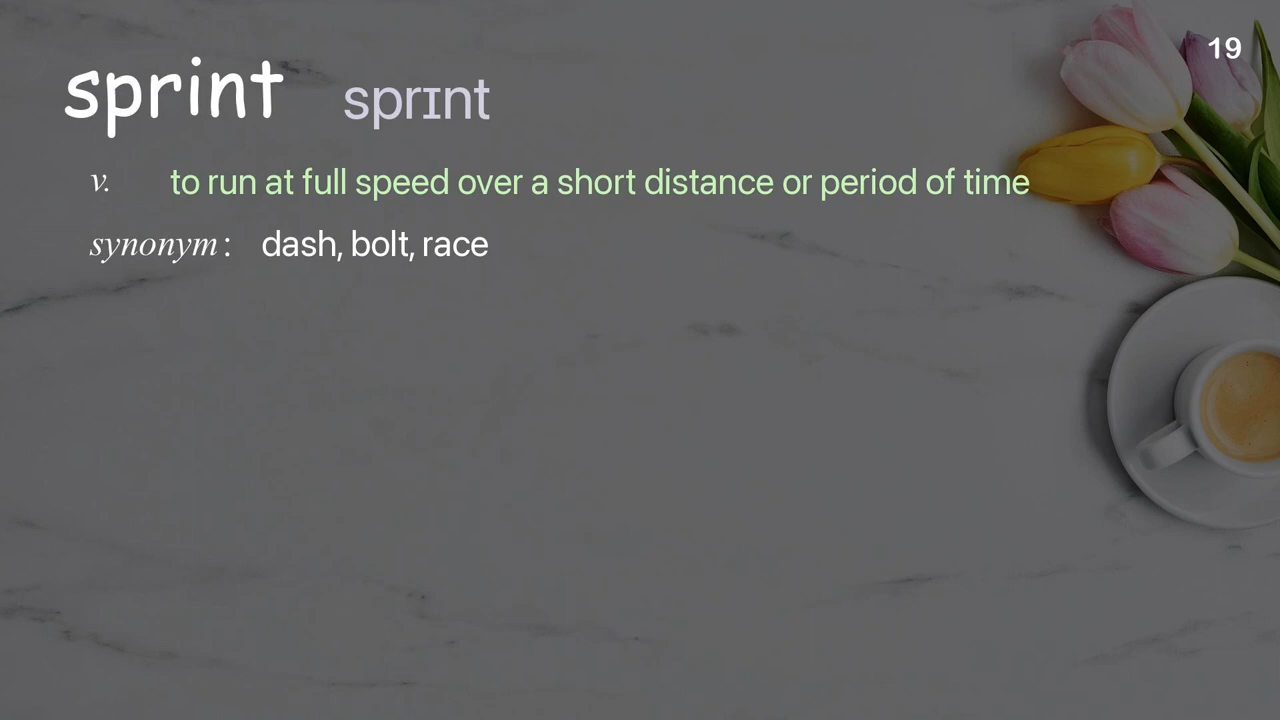 19
sprint sprɪnt
v. to run at full speed over a short distance or period of time
synonym: dash, bolt, race